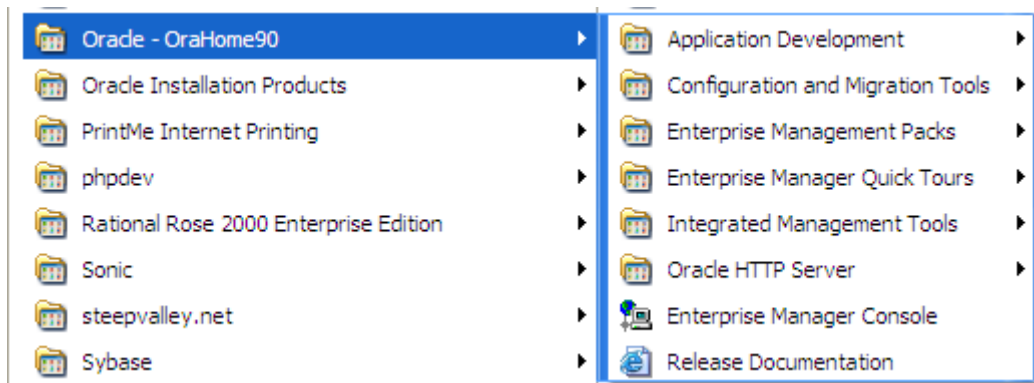 Oracle - OraHome90
Oracle Installation Products
PrintMe Internet Printing
phpdev
Rational Rose 2000 Enterprise Edition
Sonic
steepvalley.net
Sybase
Application Development
Configuration and Migration Tools
Enterprise Management Packs
Enterprise Manager Quick Tours
Integrated Management Tools
Oracle HTTP Server
Enterprise Manager Console
Release Documentation